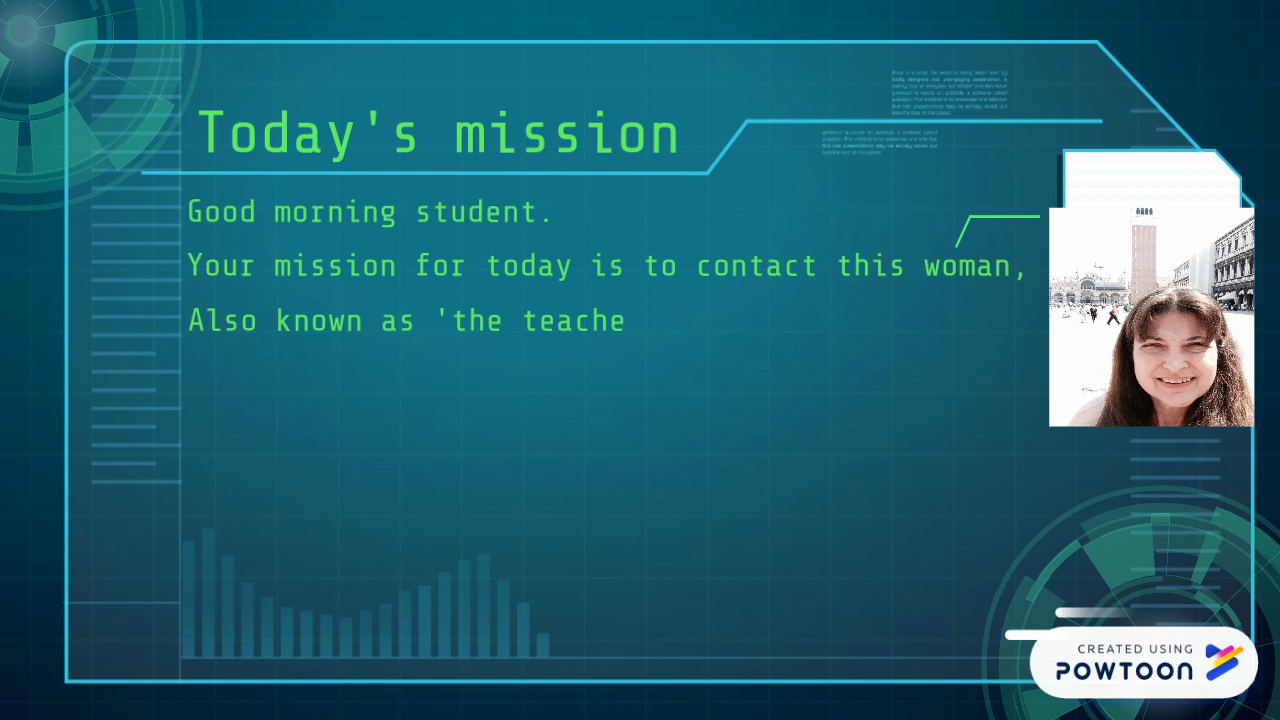 Today's mission
Good morning student.
Your mission for today is to contact this woman,
Also known as 'the teache
CREATED USING
POWTOON